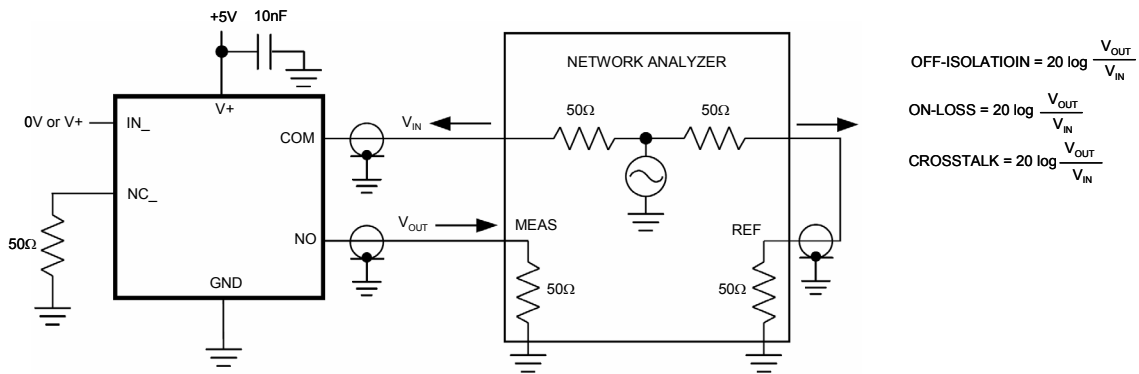 +5V
10nF
V+
0V or V+
IN_
COM
NC_
NO
50Ω
GND
V_IN
V_OUT
NETWORK ANALYZER
50Ω
50Ω
MEAS
REF
50Ω
50Ω
OFF-ISOLATIOIN = 20 log V_OUT / V_IN
ON-LOSS = 20 log V_OUT / V_IN
CROSSTALK = 20 log V_OUT / V_IN